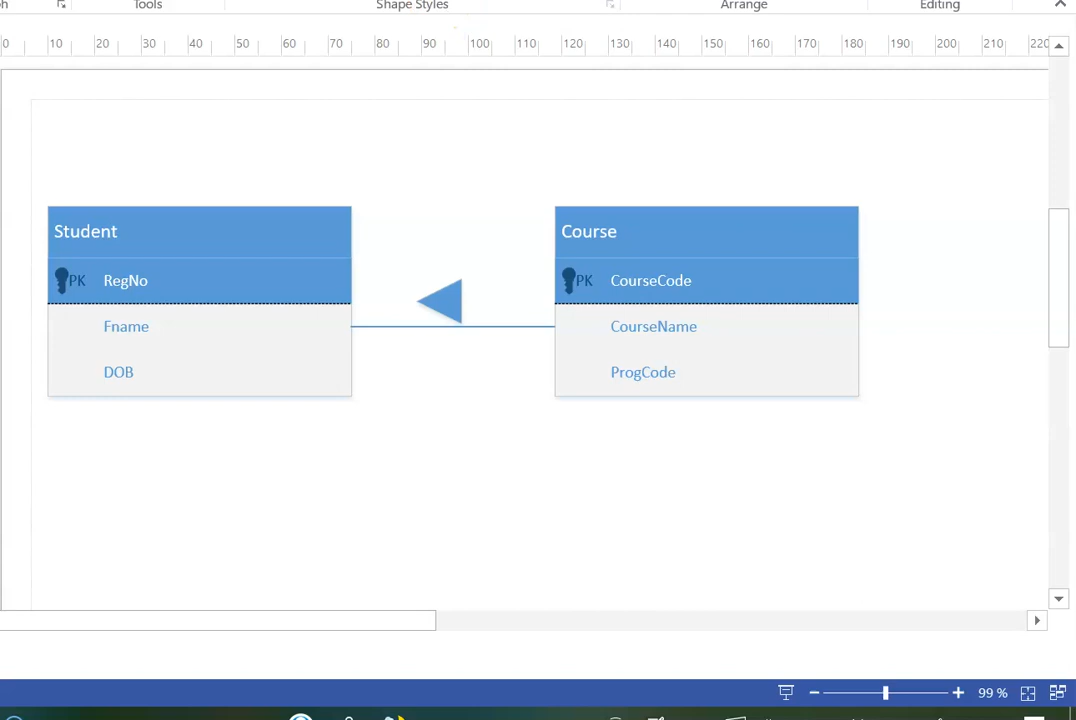 h
Tools
Shape Styles
Arrange
Editing
0 10 20 30 40 50 60 70 80 90 100 110 120 130 140 150 160 170 180 190 200 210 220
Student
PK RegNo
Fname
DOB
Course
PK CourseCode
CourseName
ProgCode
99 %